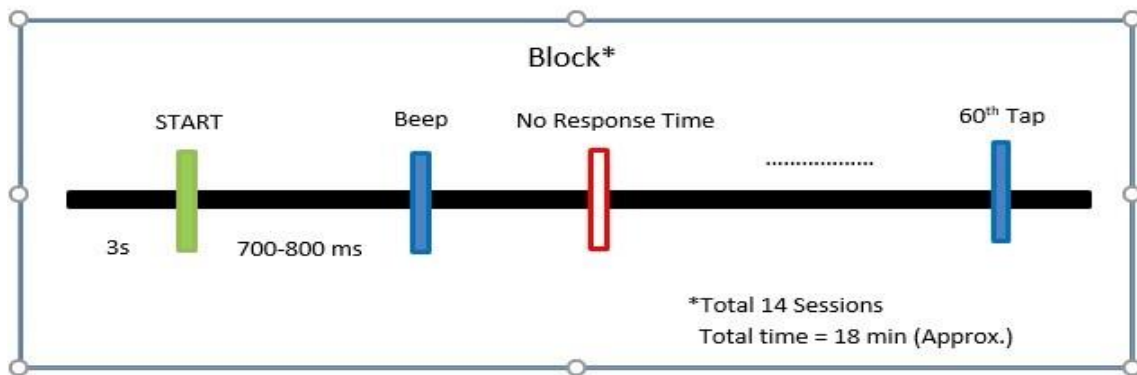 Block*
START
Beep
No Response Time
60th Tap
..................
3s
700-800 ms
*Total 14 Sessions
Total time = 18 min (Approx.)